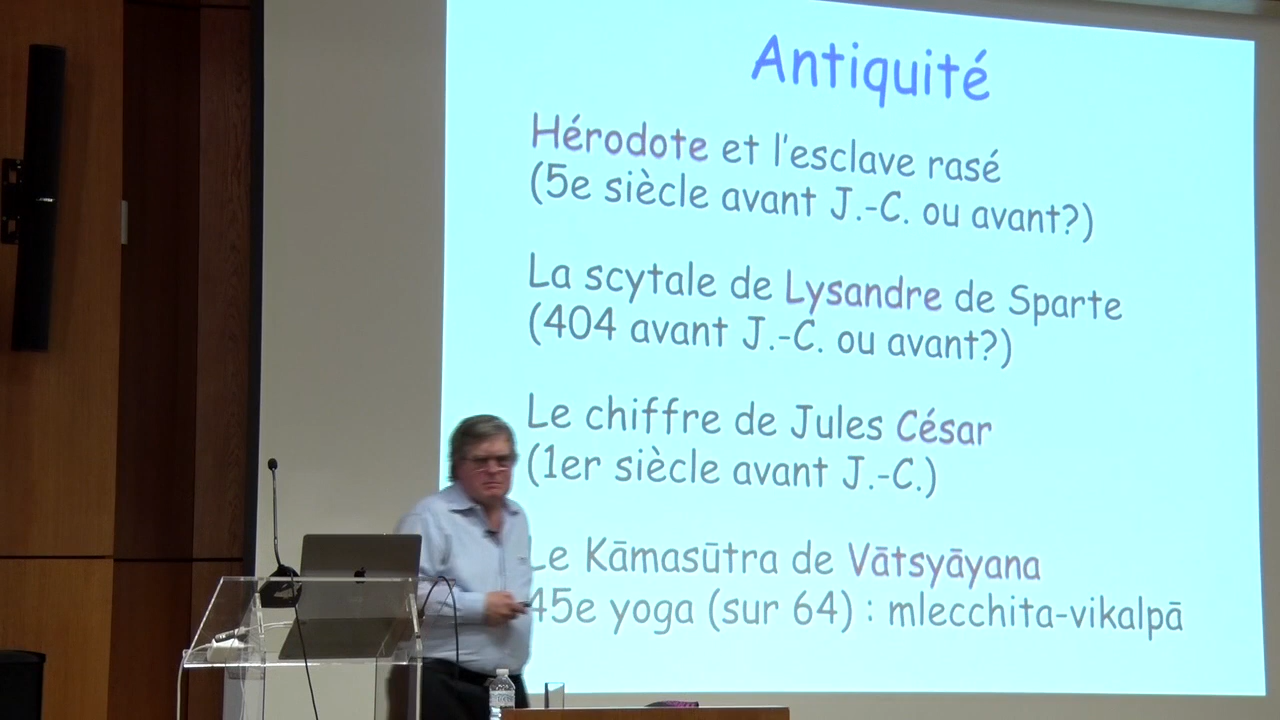 Antiquité
Hérodote et l'esclave rasé
(5e siècle avant J.-C. ou avant?)
La scytale de Lysandre de Sparte
(404 avant J.-C. ou avant?)
Le chiffre de Jules César
(1er siècle avant J.-C.)
Le Kāmasūtra de Vātsyāyana
45e yoga (sur 64) : mlecchita-vikalpā